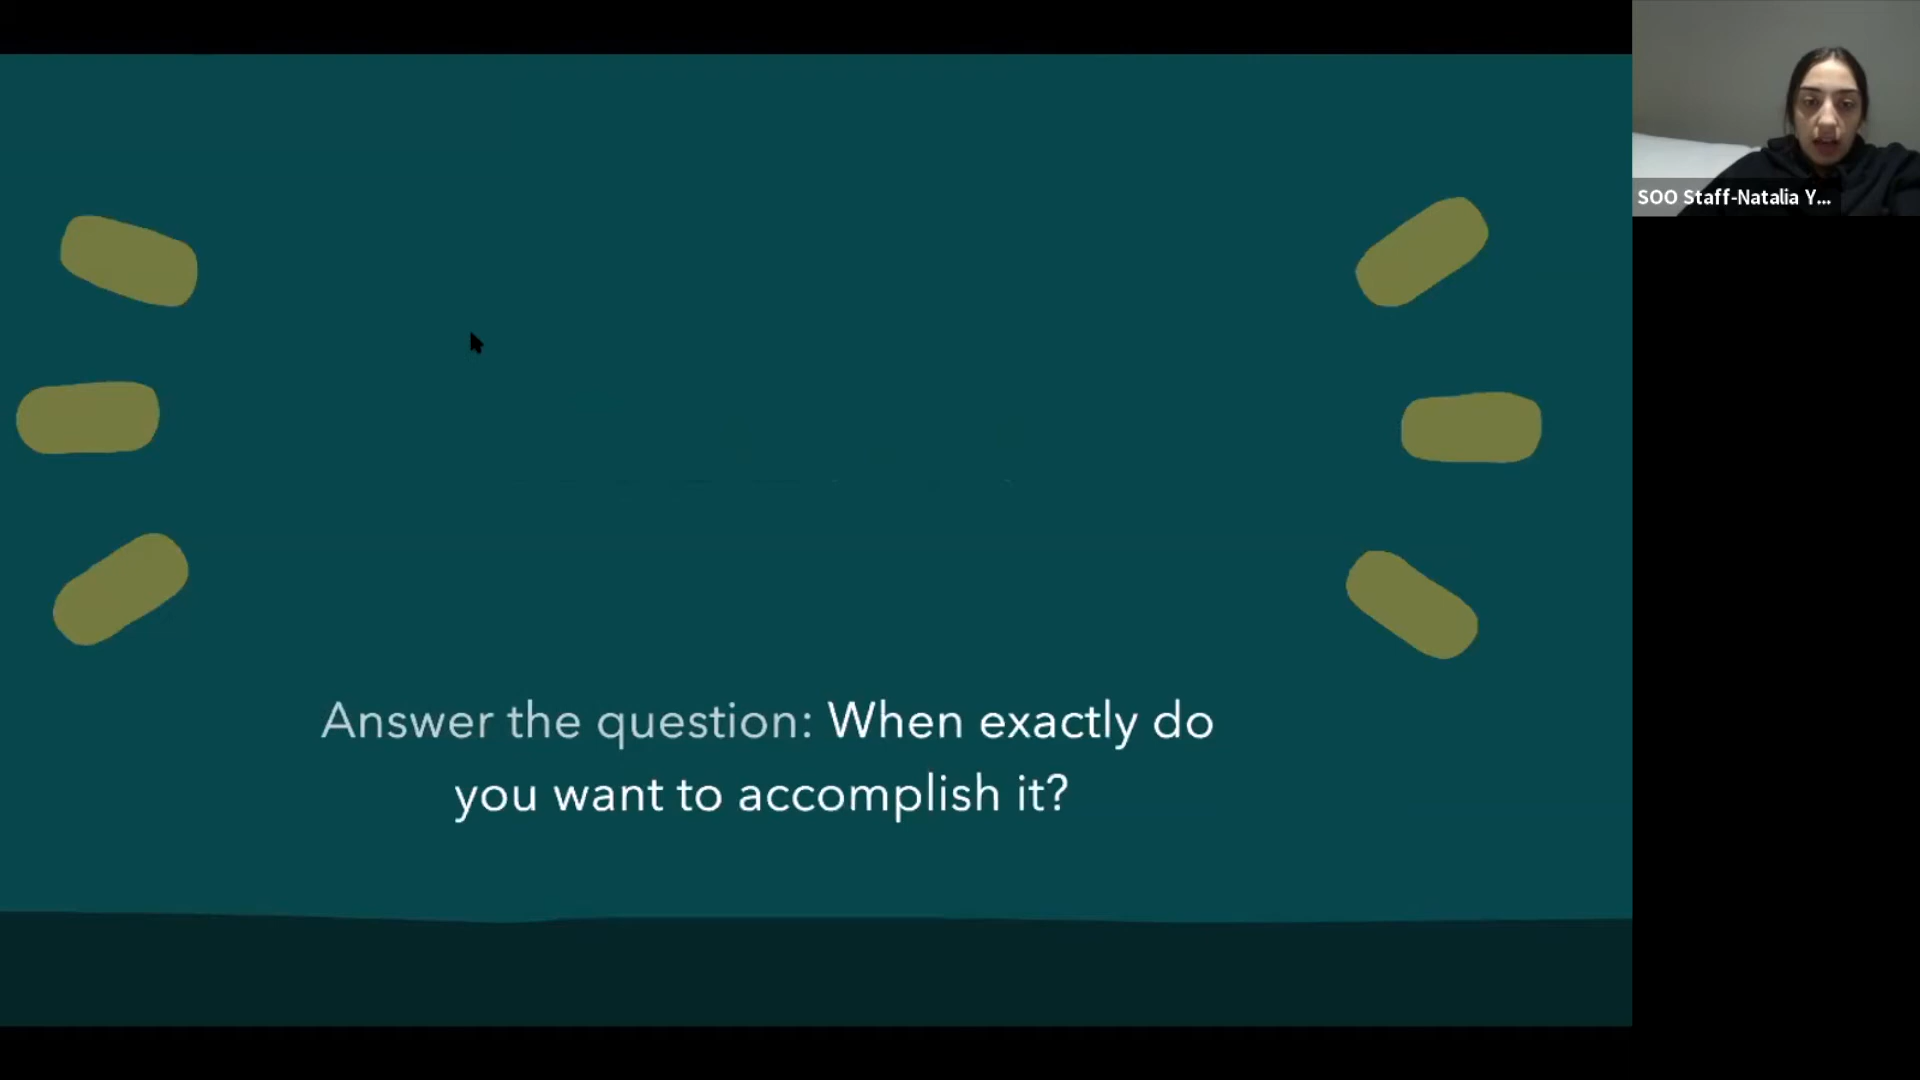 SOO Staff-Natalia Y...
Answer the question: When exactly do
you want to accomplish it?